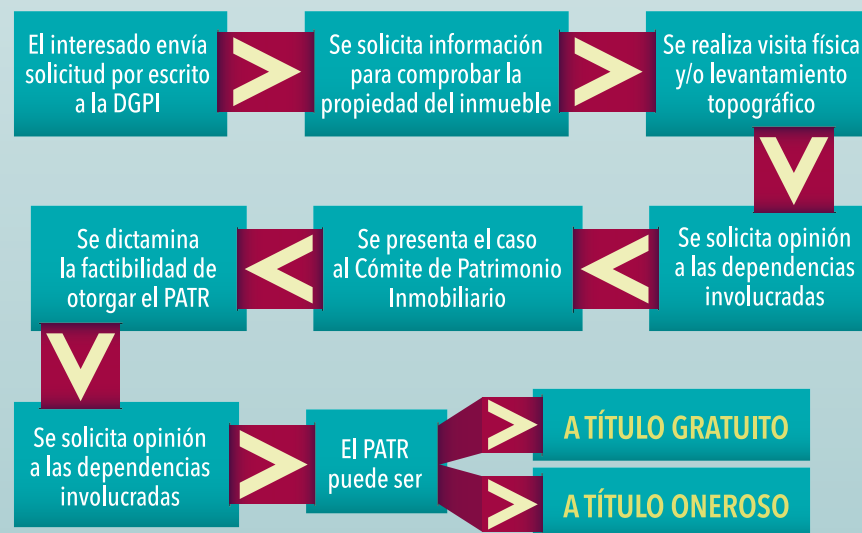 El interesado envía
solicitud por escrito
a la DGPI
Se solicita información
para comprobar la
propiedad del inmueble
Se realiza visita física
y/o levantamiento
topográfico
Se solicita opinión
a las dependencias
involucradas
Se presenta el caso
al Cómite de Patrimonio
Inmobiliario
Se dictamina
la factibilidad de
otorgar el PATR
Se solicita opinión
a las dependencias
involucradas
El PATR
puede ser
A TÍTULO GRATUITO
A TÍTULO ONEROSO